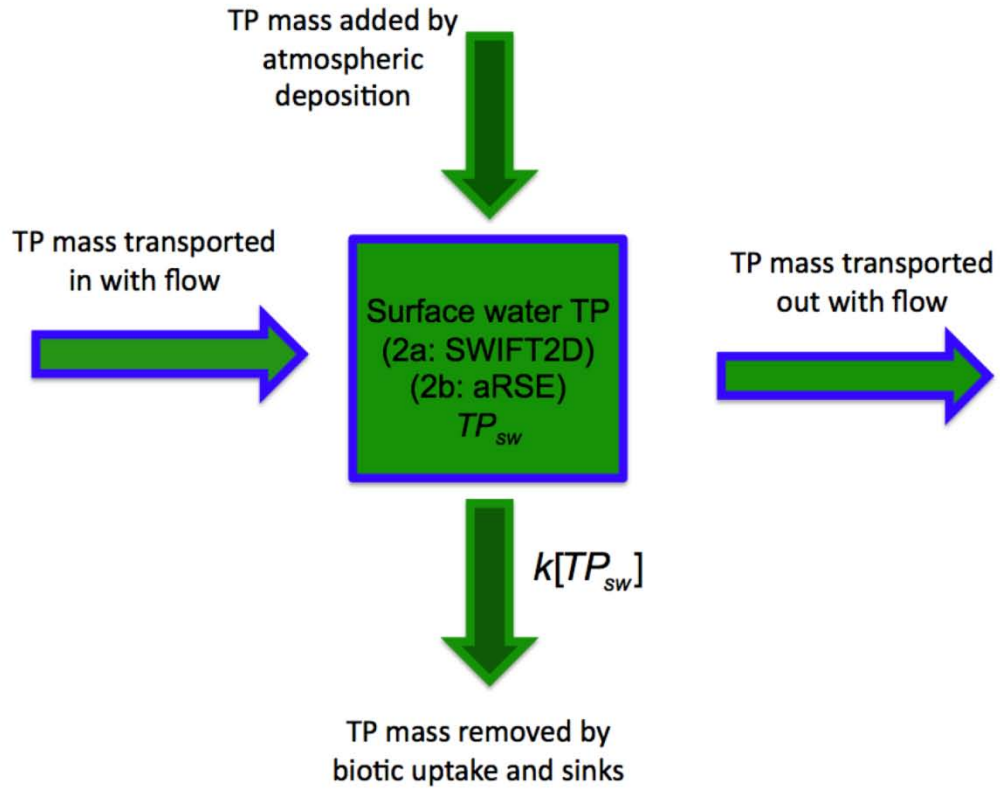 TP mass added by
atmospheric
deposition
TP mass transported
in with flow
Surface water TP
(2a: SWIFT2D)
(2b: aRSE)
TPsw
TP mass transported
out with flow
k[TPsw]
TP mass removed by
biotic uptake and sinks